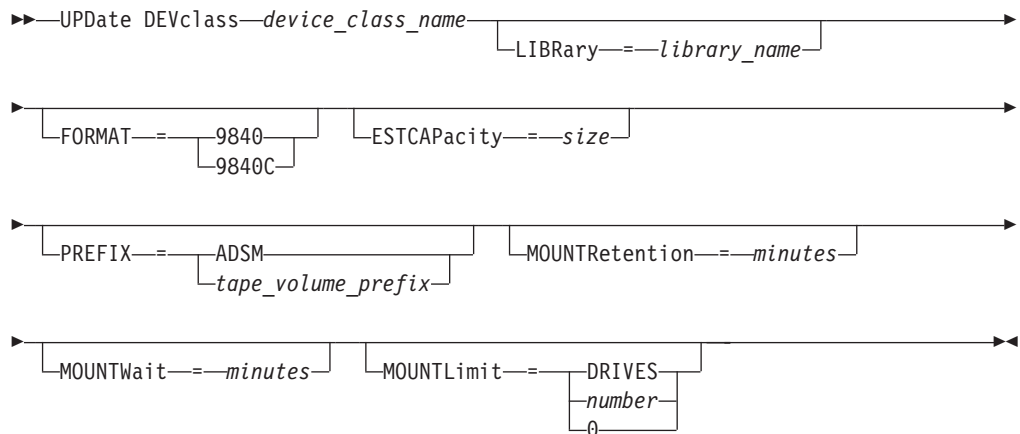 UPDate DEVclass device_class_name
LIBRary = library_name
FORMAT = 9840 ESTCAPacity = size
9840C
PREFIX = ADSM MOUNTRetention = minutes
tape_volume_prefix
MOUNTWait = minutes MOUNTLimit = DRIVES
number
0